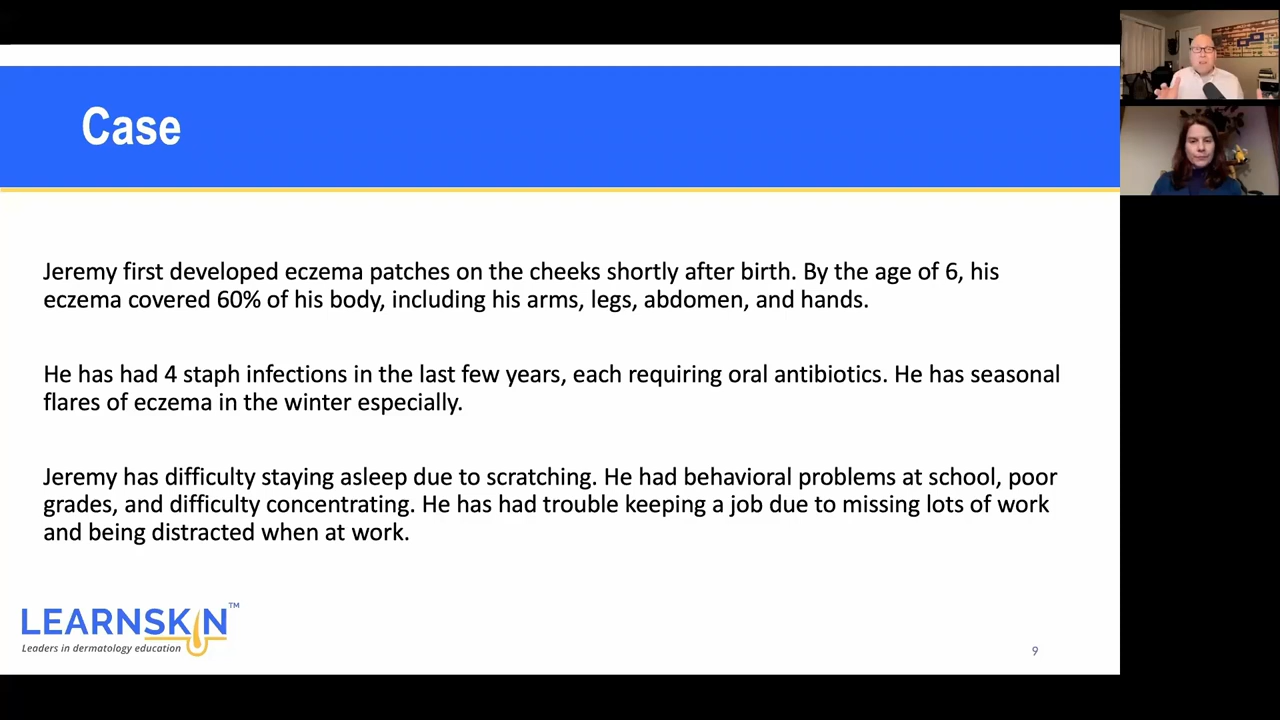 Case
Jeremy first developed eczema patches on the cheeks shortly after birth. By the age of 6, his
eczema covered 60% of his body, including his arms, legs, abdomen, and hands.
He has had 4 staph infections in the last few years, each requiring oral antibiotics. He has seasonal
flares of eczema in the winter especially.
Jeremy has difficulty staying asleep due to scratching. He had behavioral problems at school, poor
grades, and difficulty concentrating. He has had trouble keeping a job due to missing lots of work
and being distracted when at work.
LEARNSKIN™
Leaders in dermatology education
9